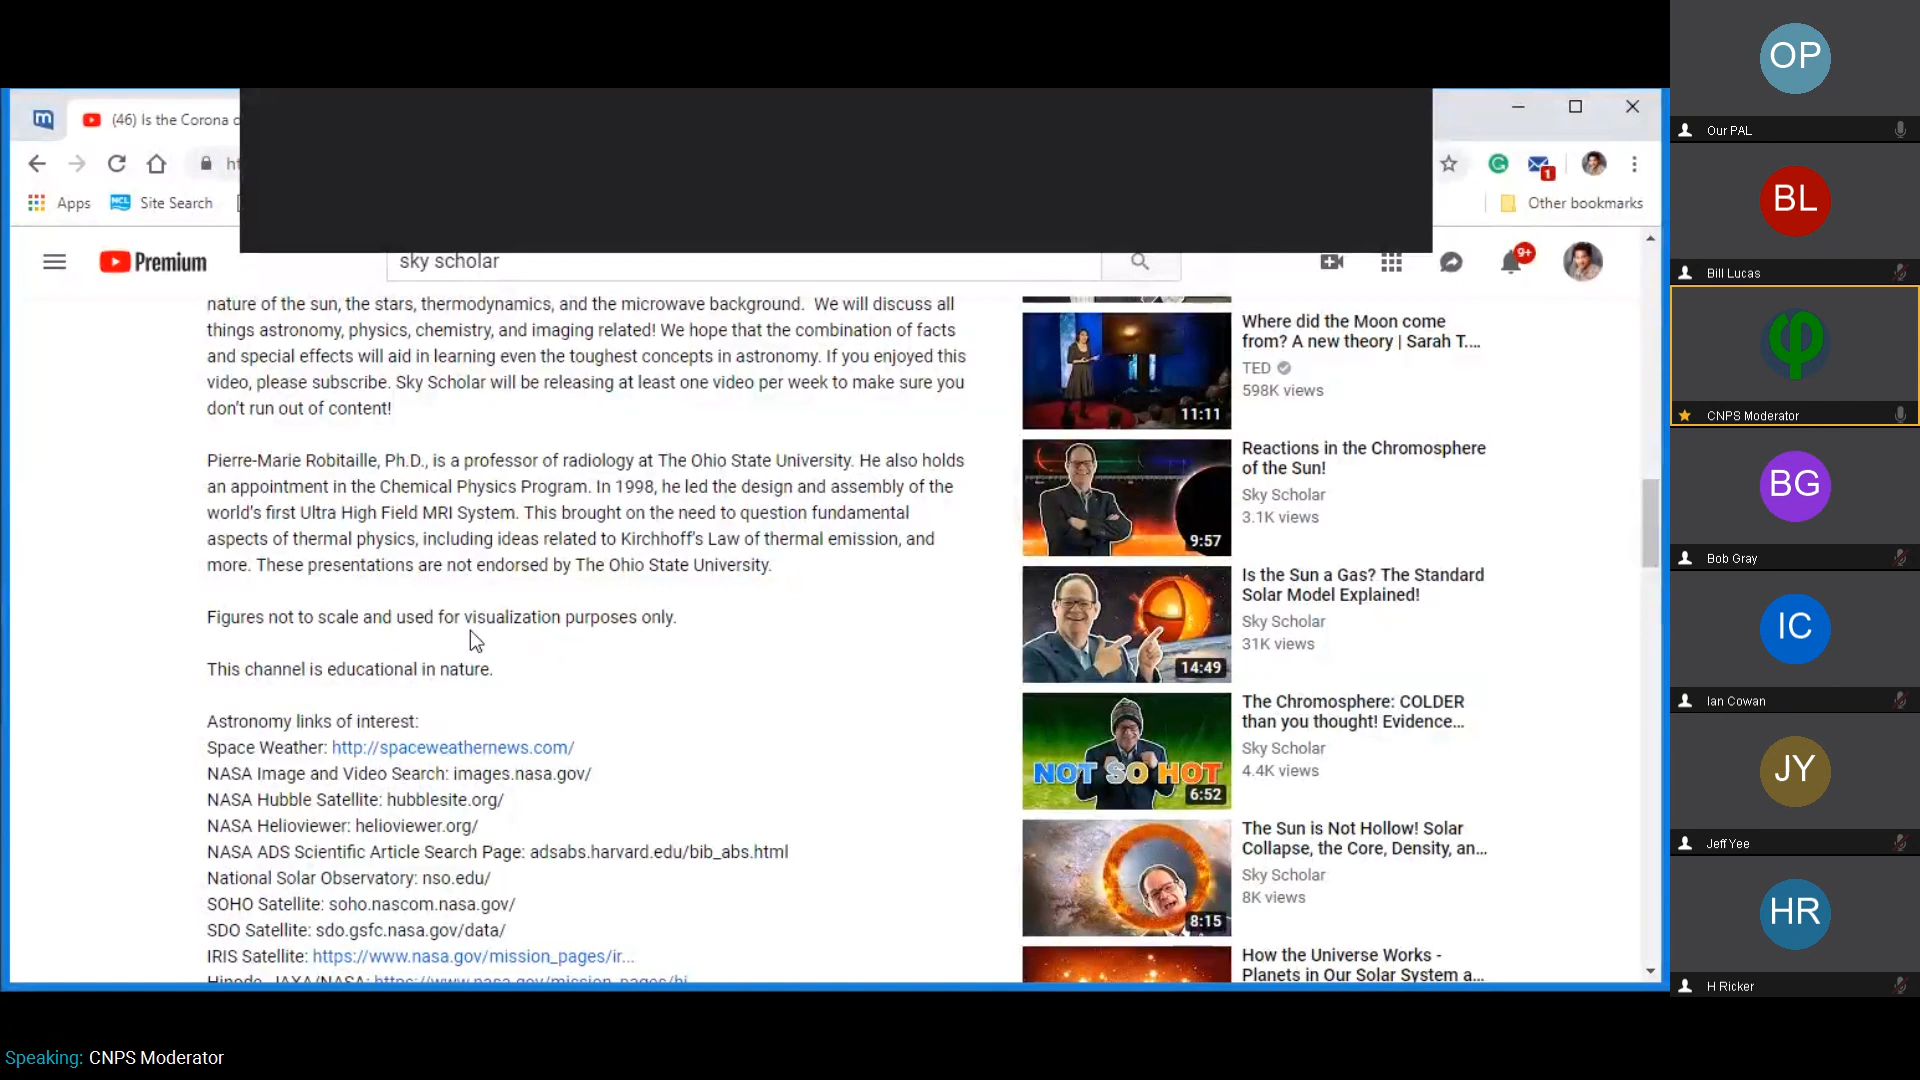 (46) Is the Corona
Apps
Site Search
Other bookmarks
1
Premium
sky scholar
9+
nature of the sun, the stars, thermodynamics, and the microwave background. We will discuss all
things astronomy, physics, chemistry, and imaging related! We hope that the combination of facts
and special effects will aid in learning even the toughest concepts in astronomy. If you enjoyed this
video, please subscribe. Sky Scholar will be releasing at least one video per week to make sure you
don't run out of content!
Pierre-Marie Robitaille, Ph.D., is a professor of radiology at The Ohio State University. He also holds
an appointment in the Chemical Physics Program. In 1998, he led the design and assembly of the
world's first Ultra High Field MRI System. This brought on the need to question fundamental
aspects of thermal physics, including ideas related to Kirchhoff's Law of thermal emission, and
more. These presentations are not endorsed by The Ohio State University.
Figures not to scale and used for visualization purposes only.
This channel is educational in nature.
Astronomy links of interest:
Space Weather: http://spaceweathernews.com/
NASA Image and Video Search: images.nasa.gov/
NASA Hubble Satellite: hubblesite.org/
NASA Helioviewer: helioviewer.org/
NASA ADS Scientific Article Search Page: adsabs.harvard.edu/bib_abs.html
National Solar Observatory: nso.edu/
SOHO Satellite: soho.nascom.nasa.gov/
SDO Satellite: sdo.gsfc.nasa.gov/data/
IRIS Satellite: https://www.nasa.gov/mission_pages/ir...
Hinode, JAXA/NASA: https://www.nasa.gov/mission_pages/hi
Where did the Moon come
from? A new theory | Sarah T....
TED
598K views
11:11
Reactions in the Chromosphere
of the Sun!
Sky Scholar
3.1K views
9:57
Is the Sun a Gas? The Standard
Solar Model Explained!
Sky Scholar
31K views
14:49
The Chromosphere: COLDER
than you thought! Evidence...
Sky Scholar
4.4K views
NOT SO HOT
6:52
The Sun is Not Hollow! Solar
Collapse, the Core, Density, an...
Sky Scholar
8K views
8:15
How the Universe Works -
Planets in Our Solar System a...
OP
Our PAL
BL
Bill Lucas
CNPS Moderator
BG
Bob Gray
IC
Ian Cowan
JY
Jeff Yee
HR
H Ricker
Speaking: CNPS Moderator